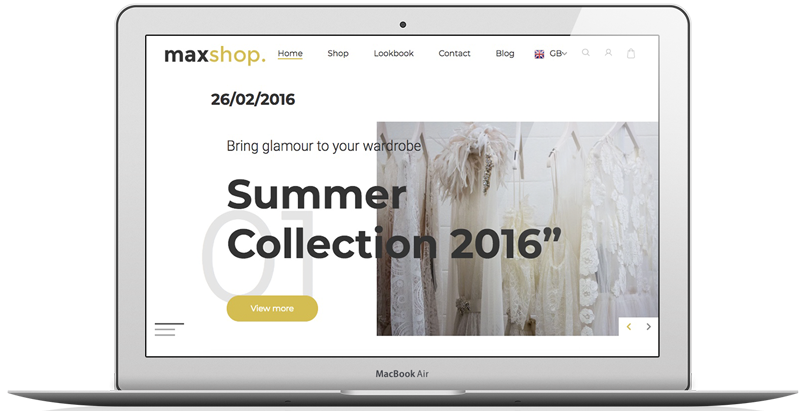 maxshop. Home Shop Lookbook Contact Blog GB
26/02/2016
Bring glamour to your wardrobe
01
Summer
Collection 2016”
View more
MacBook Air